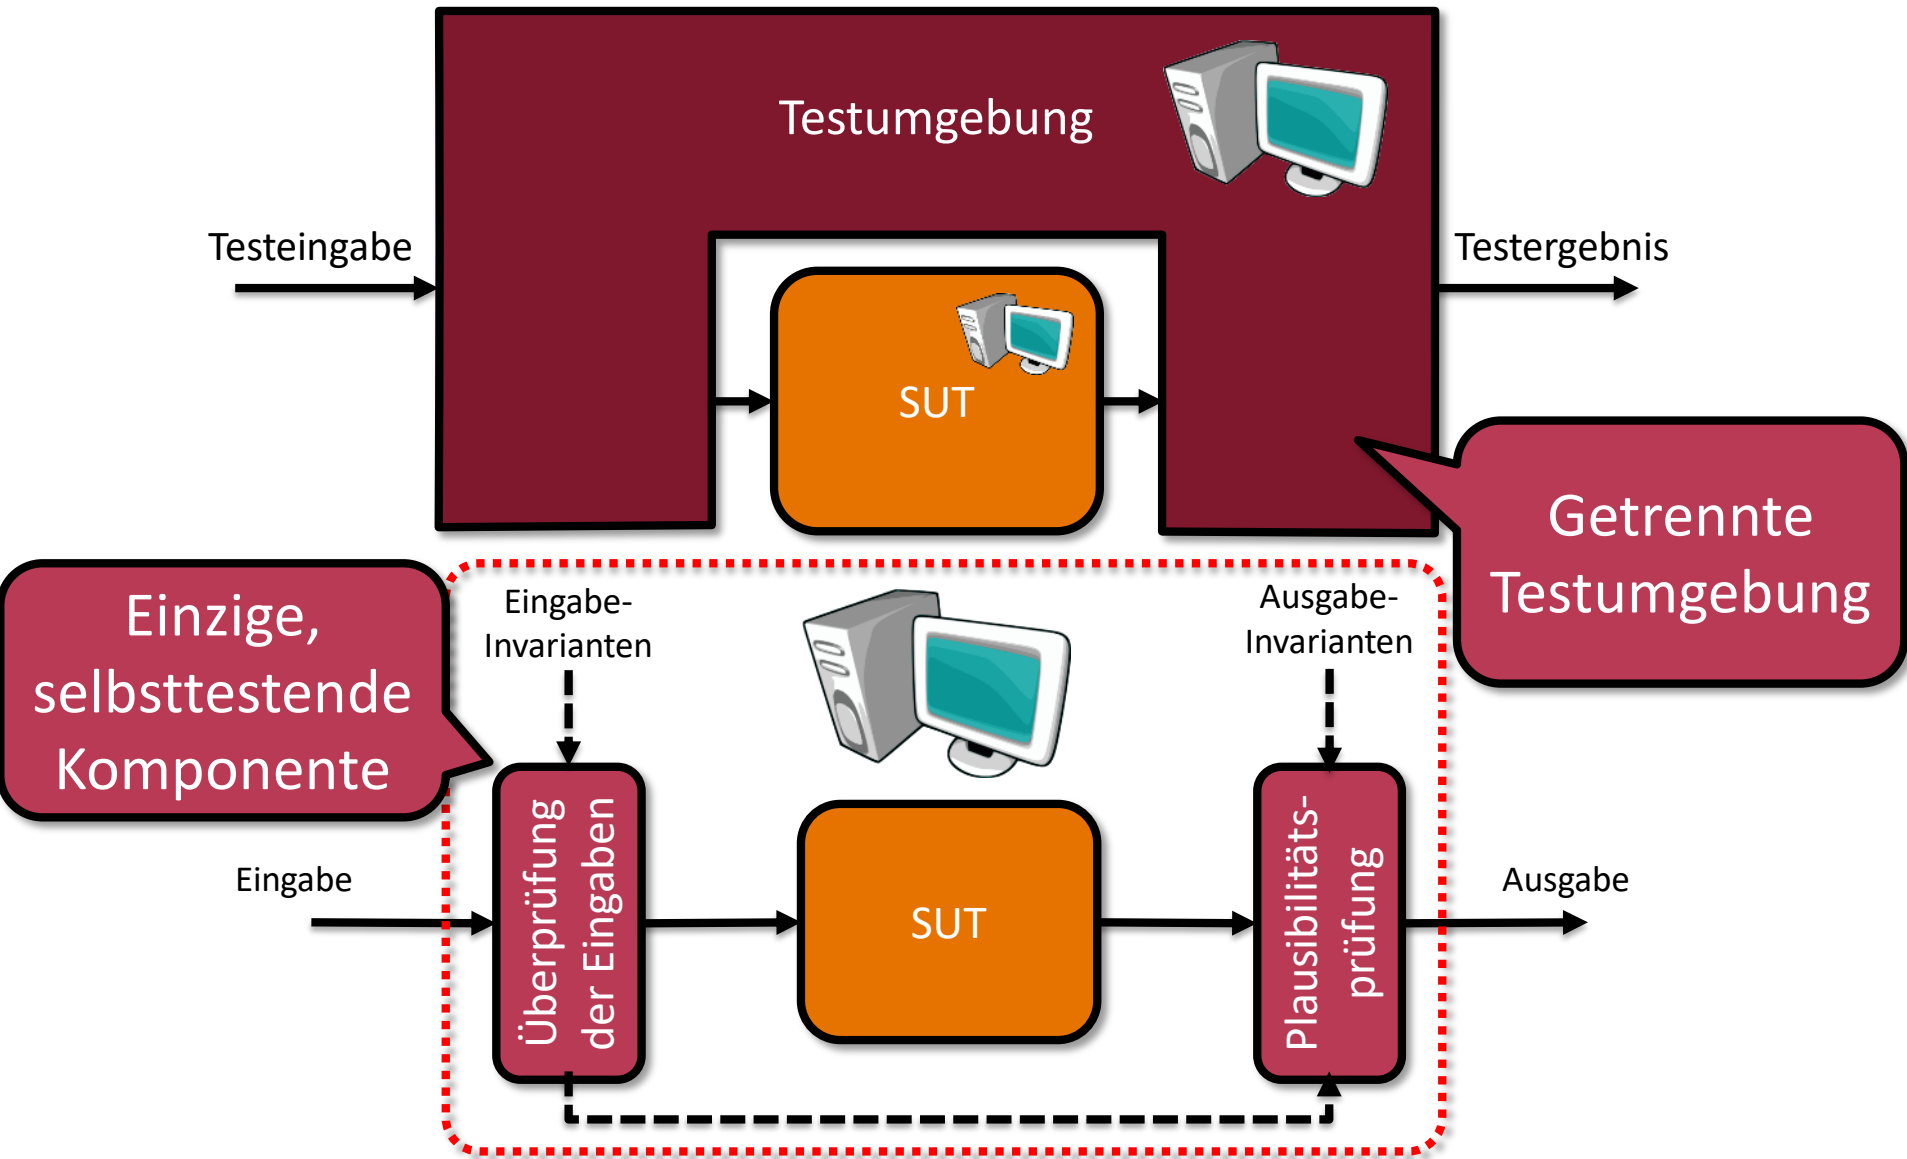 Testumgebung
Testeingabe
Testergebnis
SUT
Getrennte
Testumgebung
Einzige,
selbsttestende
Komponente
Eingabe-
Invarianten
Ausgabe-
Invarianten
Eingabe
Überprüfung
der Eingaben
SUT
Plausibilitäts-
prüfung
Ausgabe